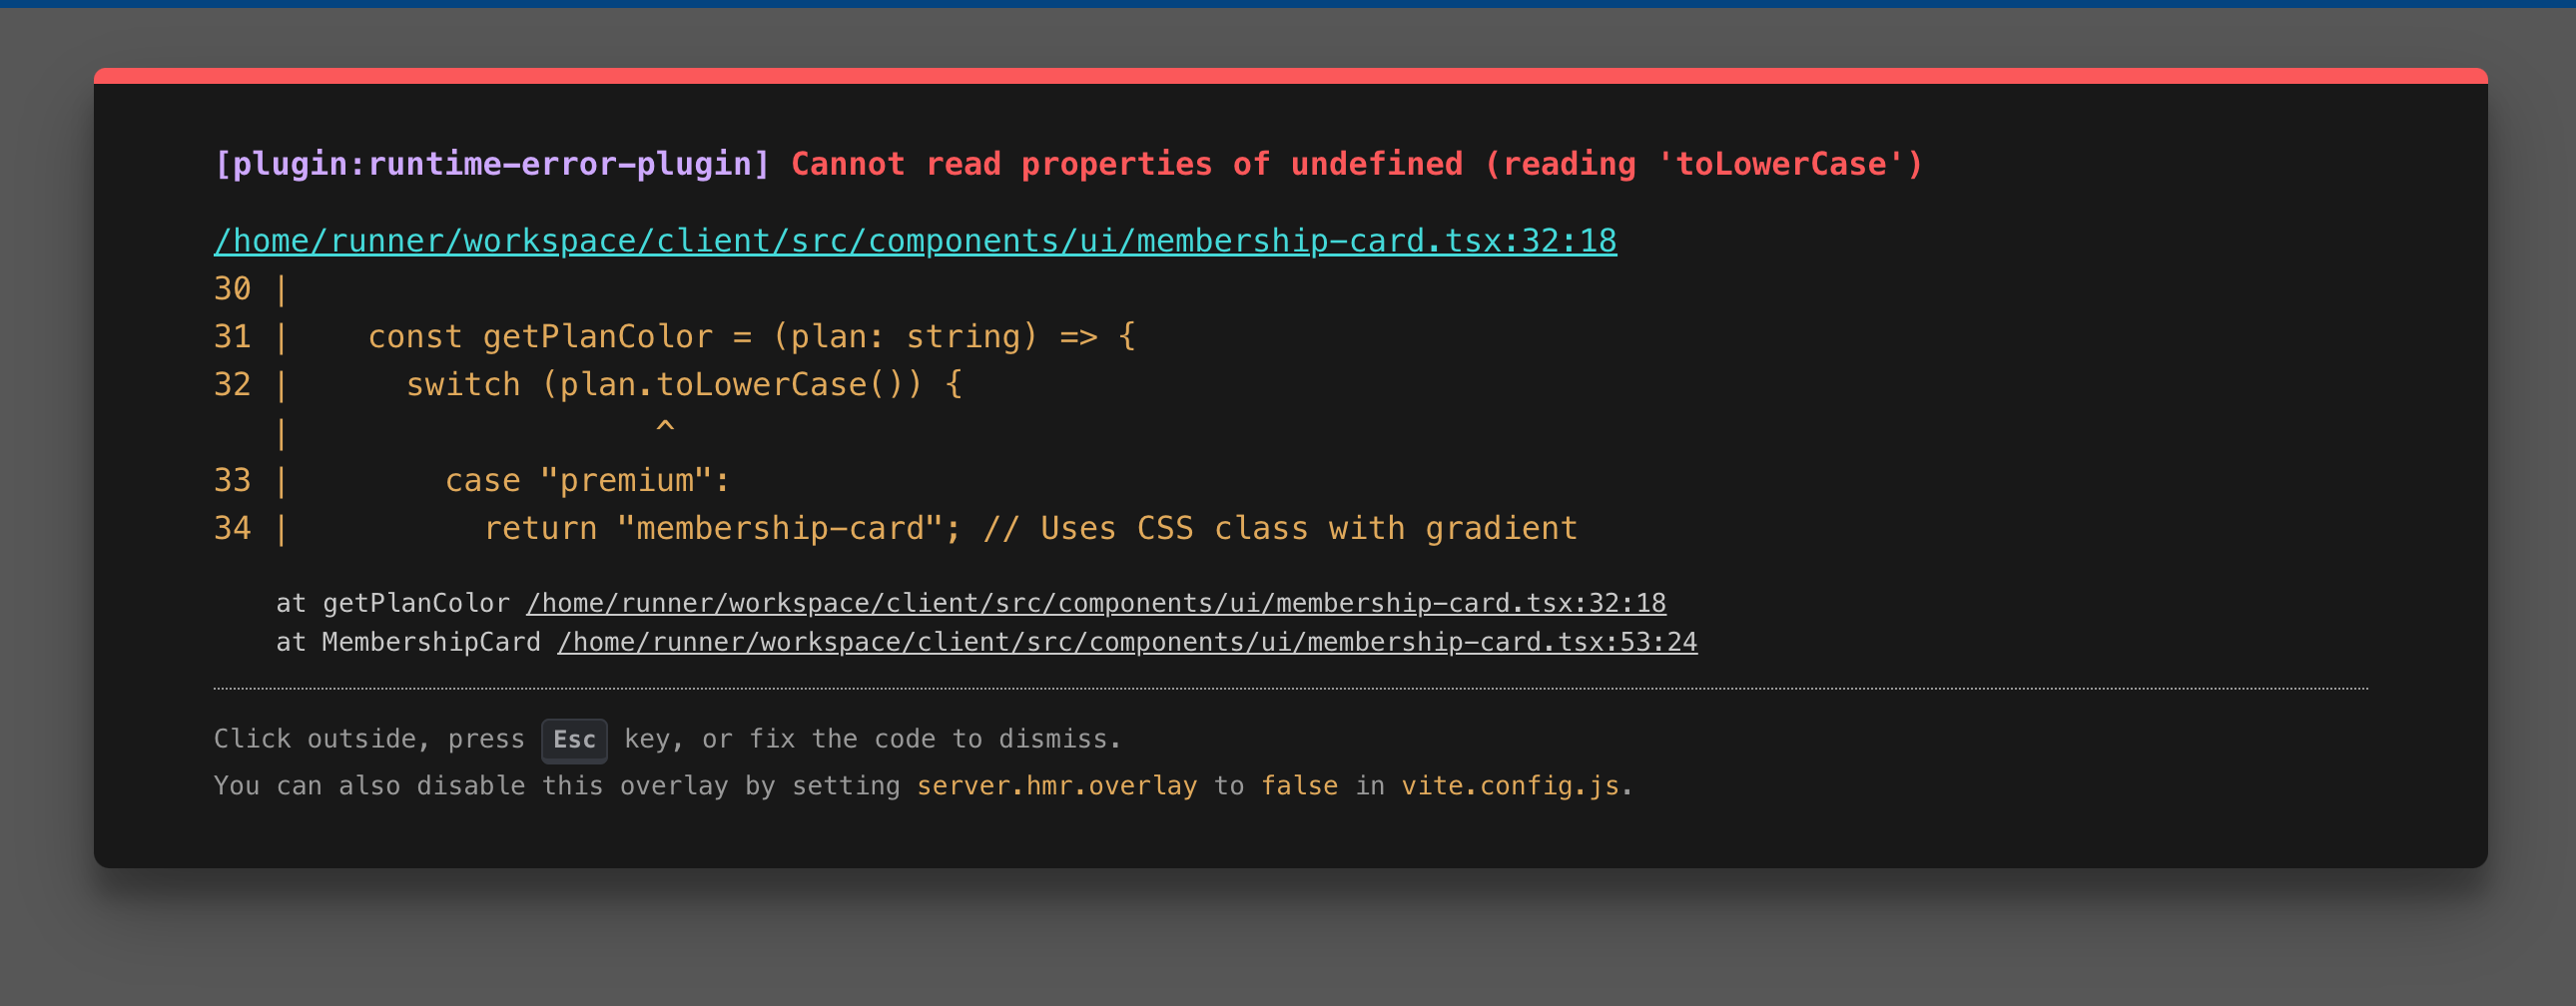 [plugin:runtime-error-plugin] Cannot read properties of undefined (reading 'toLowerCase')
/home/runner/workspace/client/src/components/ui/membership-card.tsx:32:18
30 |
31 |    const getPlanColor = (plan: string) => {
32 |      switch (plan.toLowerCase()) {
   |                   ^
33 |        case "premium":
34 |          return "membership-card"; // Uses CSS class with gradient
    at getPlanColor /home/runner/workspace/client/src/components/ui/membership-card.tsx:32:18
    at MembershipCard /home/runner/workspace/client/src/components/ui/membership-card.tsx:53:24
Click outside, press Esc key, or fix the code to dismiss.
You can also disable this overlay by setting server.hmr.overlay to false in vite.config.js.